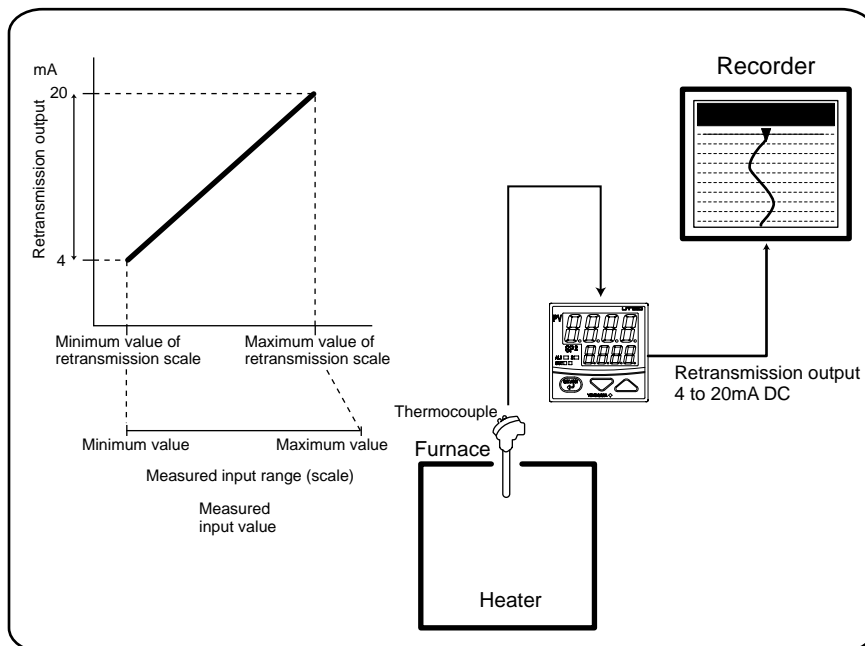 mA
20
Retransmission output
4
Minimum value of
retransmission scale
Maximum value of
retransmission scale
Minimum value
Maximum value
Measured input range (scale)
Measured
input value
Recorder
PV
Retransmission output
4 to 20mA DC
Thermocouple
Furnace
Heater